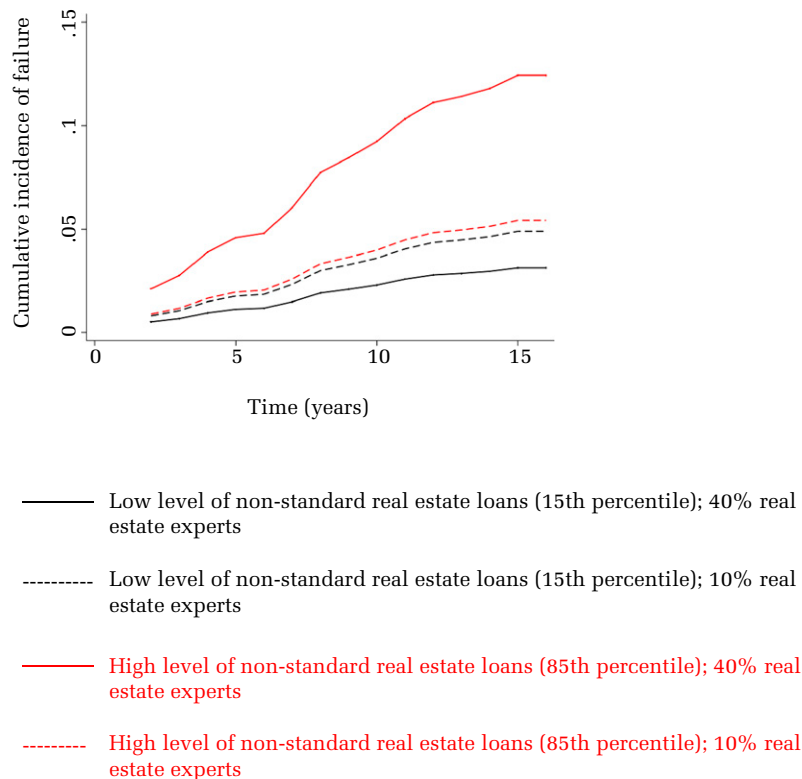 Cumulative incidence of failure
.15
.1
.05
0
0 5 10 15
Time (years)
Low level of non-standard real estate loans (15th percentile); 40% real
estate experts
Low level of non-standard real estate loans (15th percentile); 10% real
estate experts
High level of non-standard real estate loans (85th percentile); 40% real
estate experts
High level of non-standard real estate loans (85th percentile); 10% real
estate experts